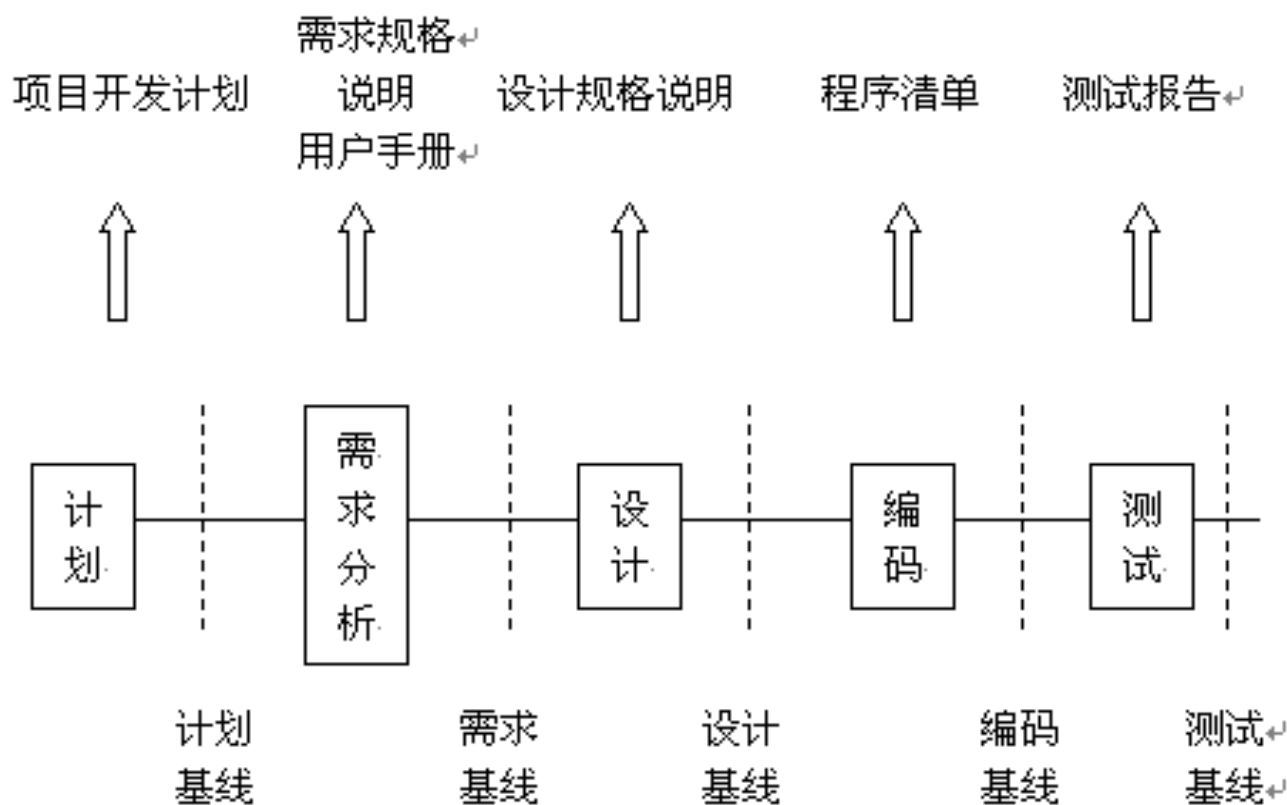 需求规格
项目开发计划 说明 设计规格说明 程序清单 测试报告
用户手册
计划
需求分析
设计
编码
测试
计划 需求 设计 编码 测试
基线 基线 基线 基线 基线